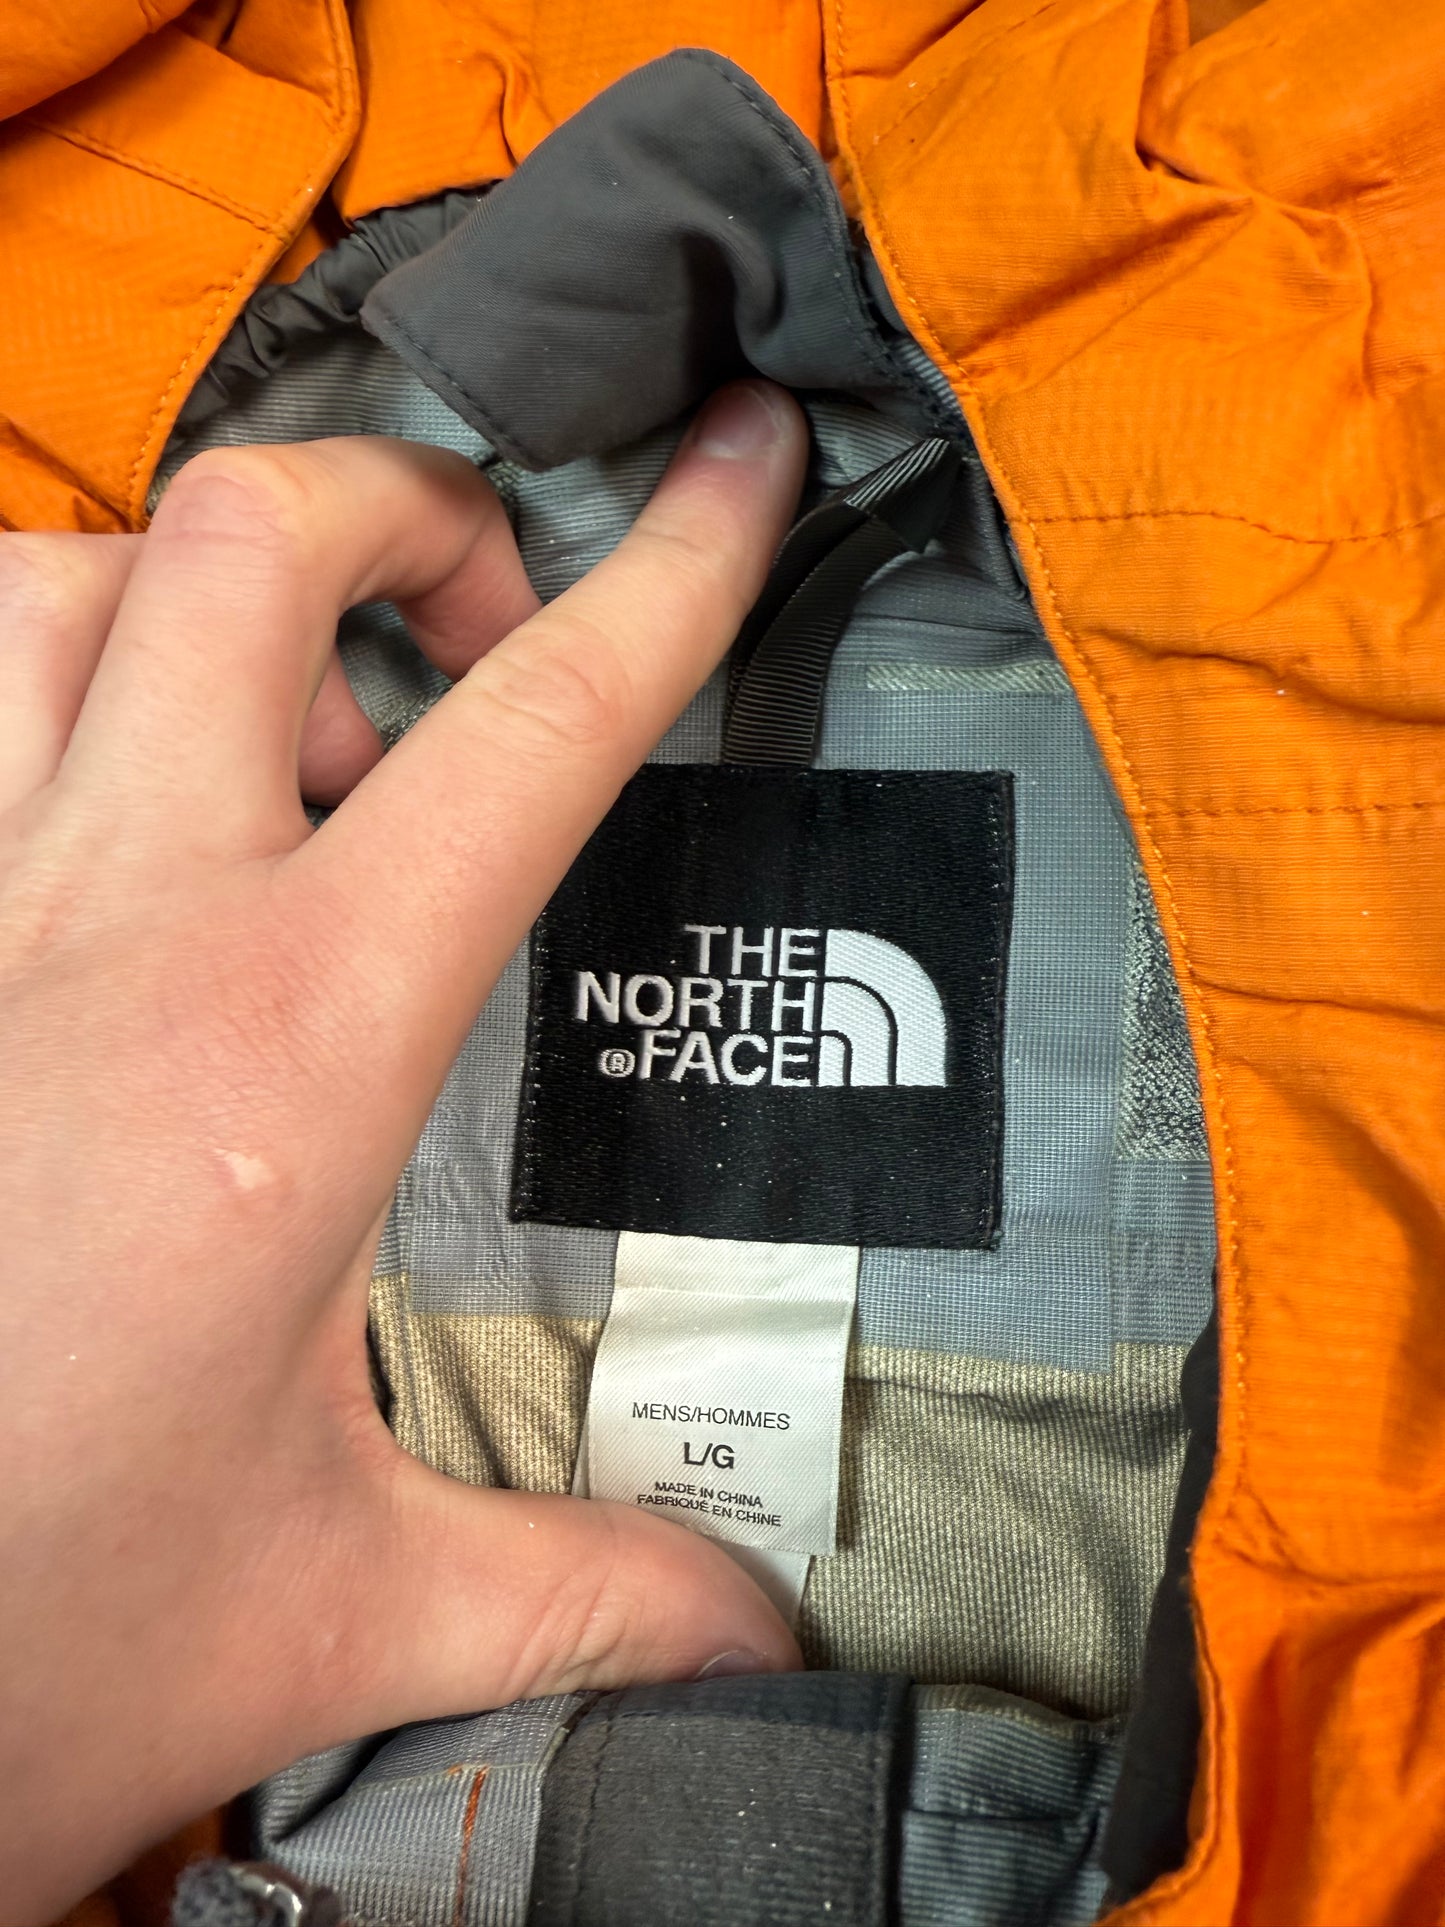 THE
NORTH
®FACE
MENS/HOMMES
L/G
MADE IN CHINA
FABRIQUÉ EN CHINE